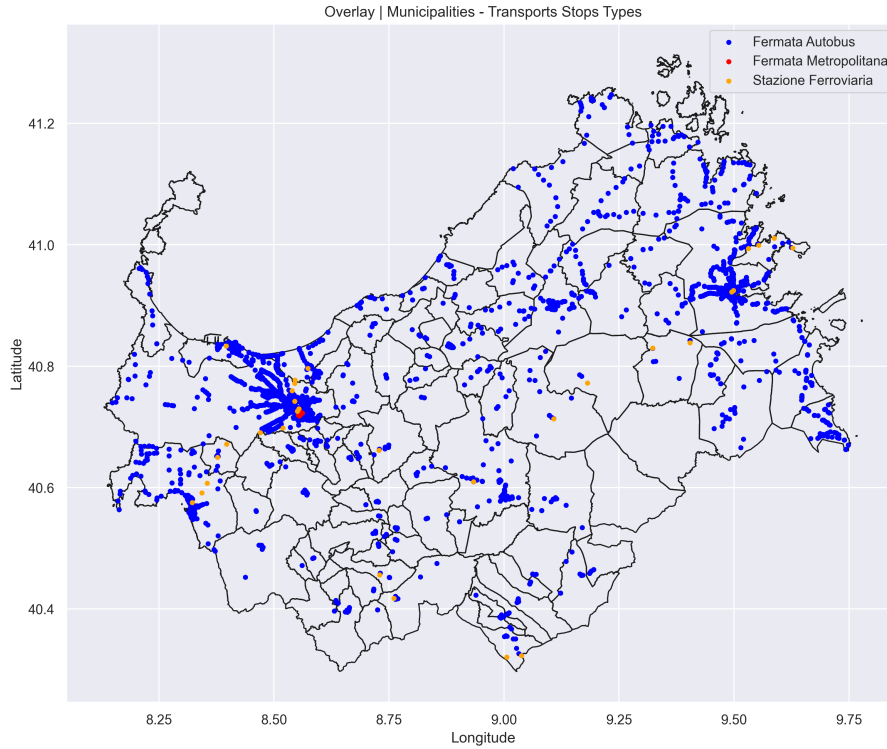 Overlay | Municipalities - Transports Stops Types
Fermata Autobus
Fermata Metropolitana
Stazione Ferroviaria
41.2
41.0
40.8
40.6
40.4
Latitude
8.25 8.50 8.75 9.00 9.25 9.50 9.75
Longitude